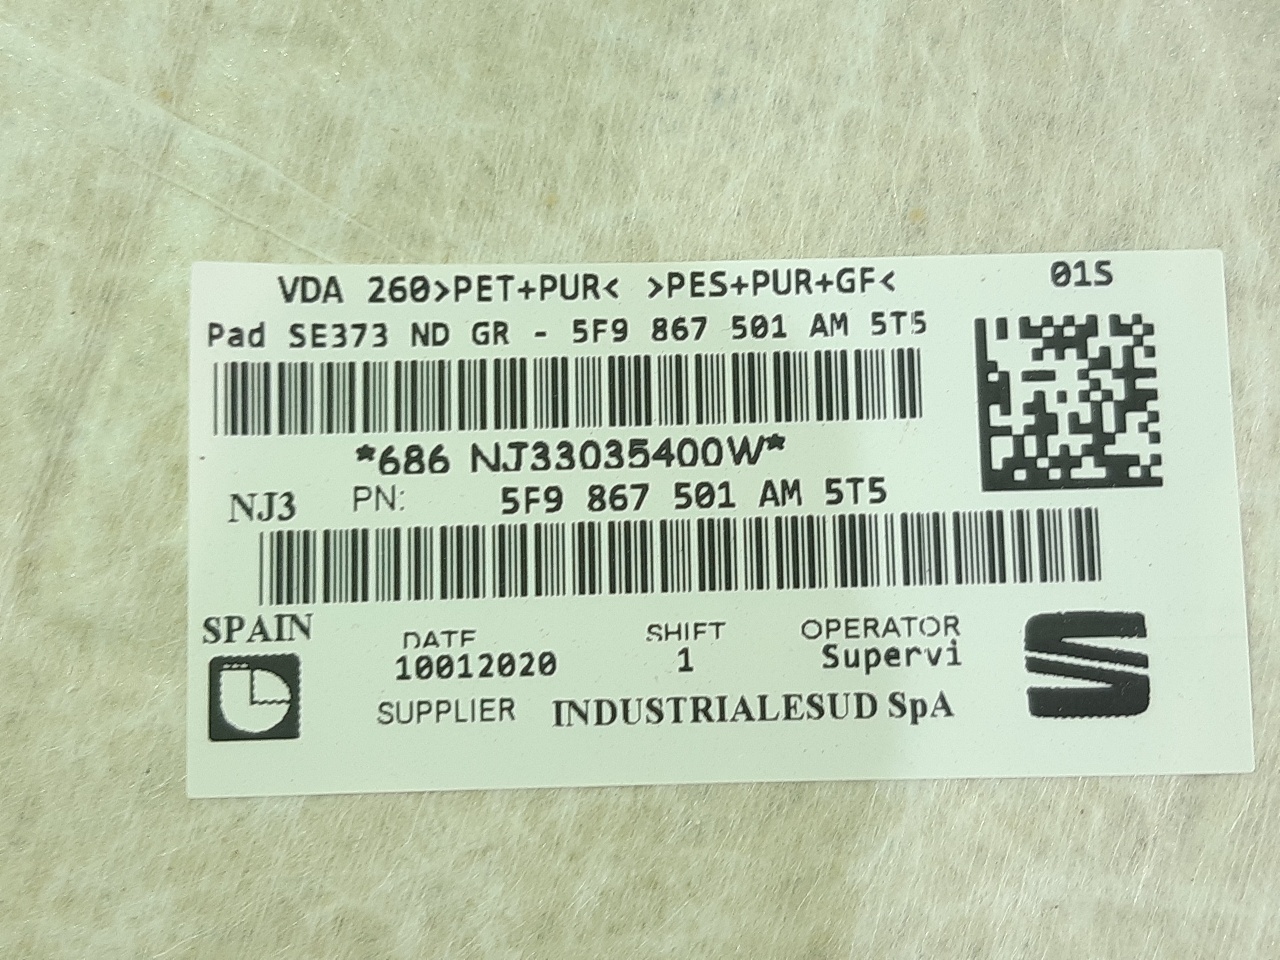 VDA 260>PET+PUR< >PES+PUR+GF<
01S
Pad SE373 ND GR - 5F9 867 501 AM 5T5
*686 NJ33035400W*
NJ3 PN: 5F9 867 501 AM 5T5
SPAIN
DATE SHIFT OPERATOR
10012020 1 Supervi
SUPPLIER INDUSTRIALESUD SpA